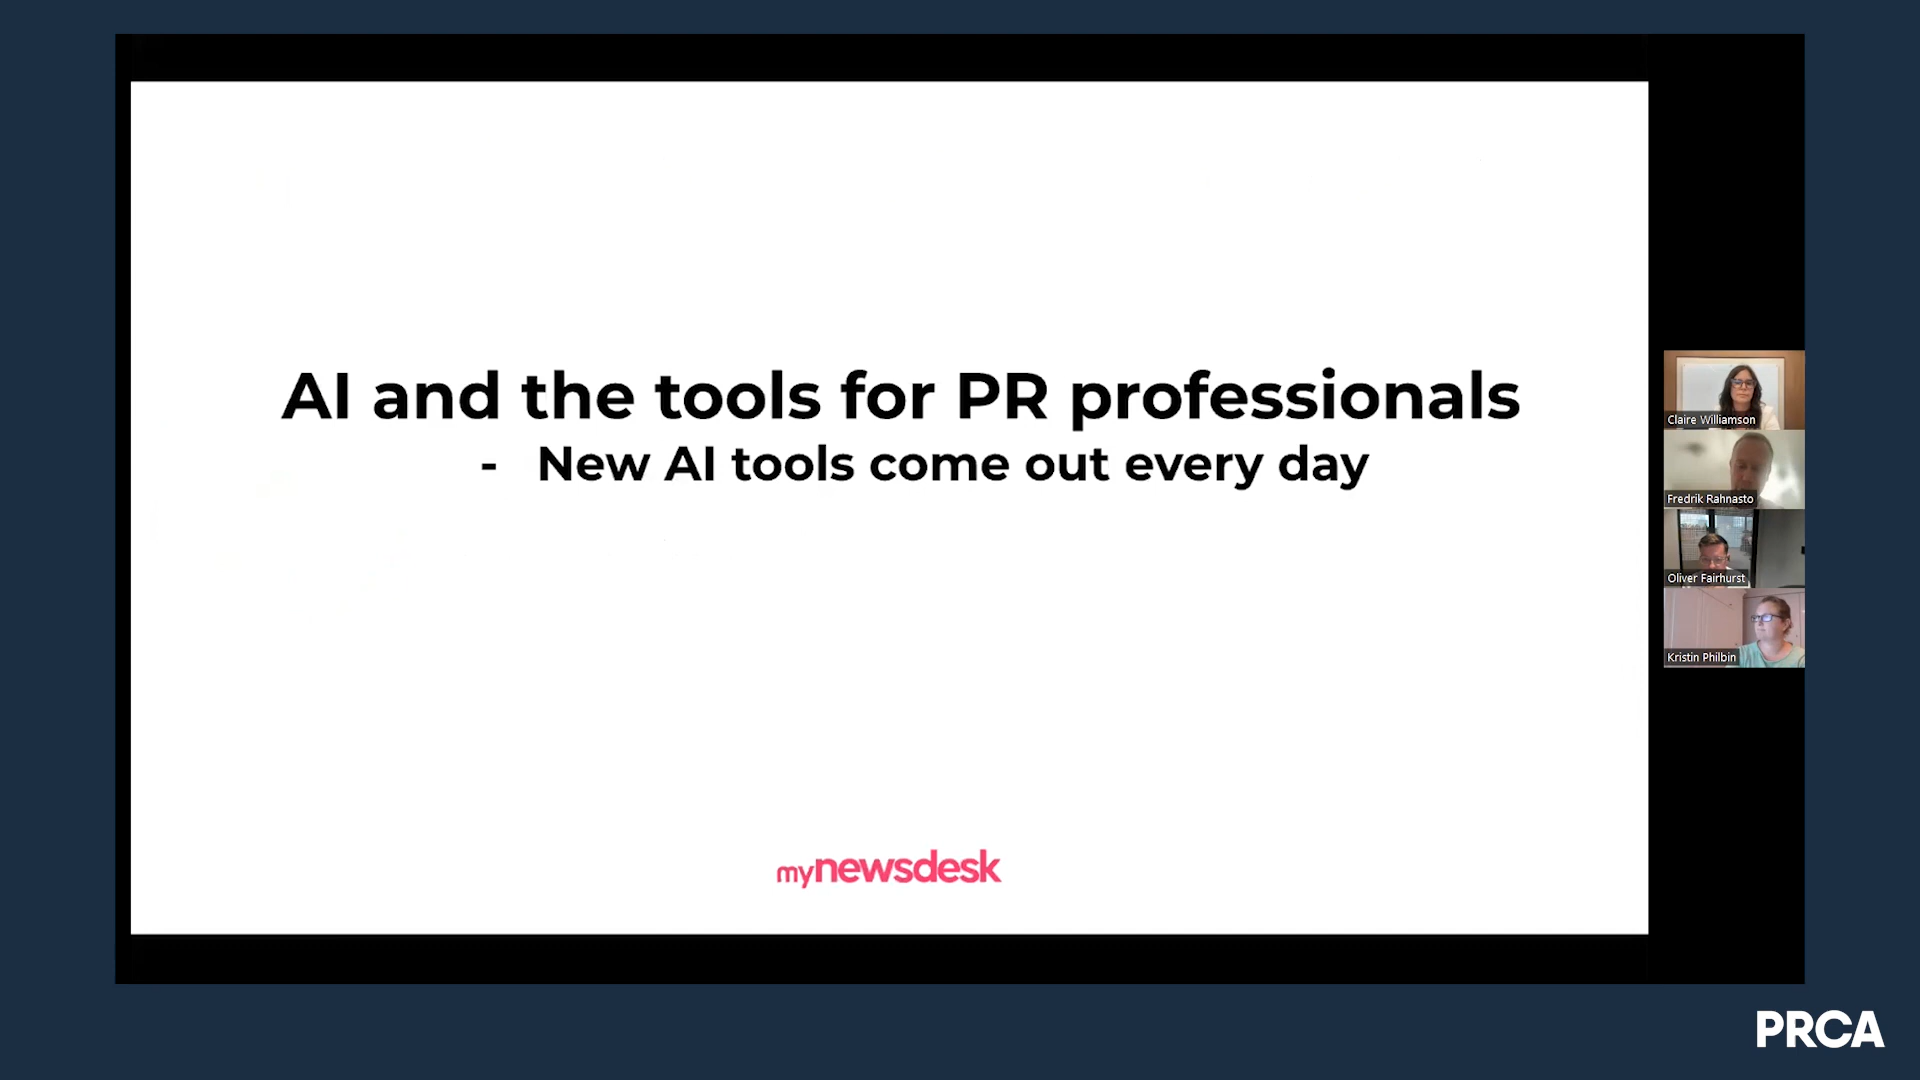 AI and the tools for PR professionals
- New AI tools come out every day
mynewsdesk
Claire Williamson
Fredrik Rahnasto
Oliver Fairhurst
Kristin Philbin
PRCA